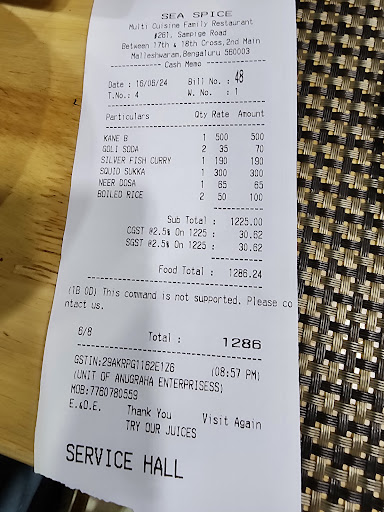 SEA SPICE
Multi Cuisine Family Restaurant
#261, Sampige Road
Between 17th & 18th Cross,2nd Main
Malleshwaram,Bengaluru 560003
Cash Memo
Date : 16/06/24 Bill No. : 48
T.No.: 4 W. No. : 1
Particulars Qty Rate Amount
KANE B 1 500 500
GOLI SODA 2 35 70
SILVER FISH CURRY 1 190 190
SQUID SUKKA 1 300 300
NEER DOSA 1 65 65
BOILED RICE 2 50 100
Sub Total : 1225.00
CGST @2.5% On 1225 : 30.62
SGST @2.5% On 1225 : 30.62
Food Total : 1286.24
(1B 0D) This command is not supported. Please co
ntact us.
6/8 Total : 1286
GSTIN:29AKRPG1162E1Z6 (08:57 PM)
(UNIT OF ANUGRAHA ENTERPRISESS)
MOB:7760780559
E.&O.E. Thank You Visit Again
TRY OUR JUICES
SERVICE HALL